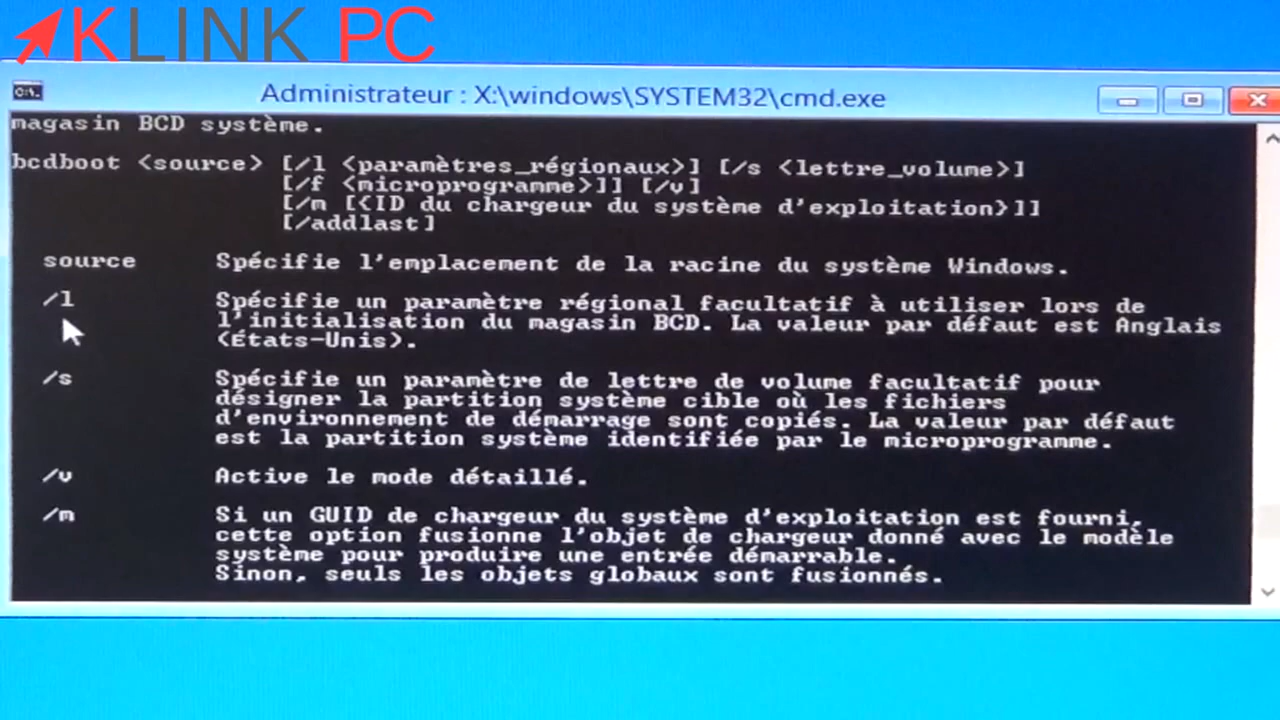 KLINK PC
Administrateur : X:\windows\SYSTEM32\cmd.exe
magasin BCD système.
bcdboot <source> [/l <paramètres_régionaux>] [/s <lettre_volume>]
[/f <microprogramme>]] [/v]
[/m [<ID du chargeur du système d'exploitation>]]
[/addlast]
source Spécifie l'emplacement de la racine du système Windows.
/l Spécifie un paramètre régional facultatif à utiliser lors de
l'initialisation du magasin BCD. La valeur par défaut est Anglais
(États-Unis).
/s Spécifie un paramètre de lettre de volume facultatif pour
désigner la partition système cible où les fichiers
d'environnement de démarrage sont copiés. La valeur par défaut
est la partition système identifiée par le microprogramme.
/v Active le mode détaillé.
/m Si un GUID de chargeur du système d'exploitation est fourni,
cette option fusionne l'objet de chargeur donné avec le modèle
système pour produire une entrée démarrable.
Sinon, seuls les objets globaux sont fusionnés.